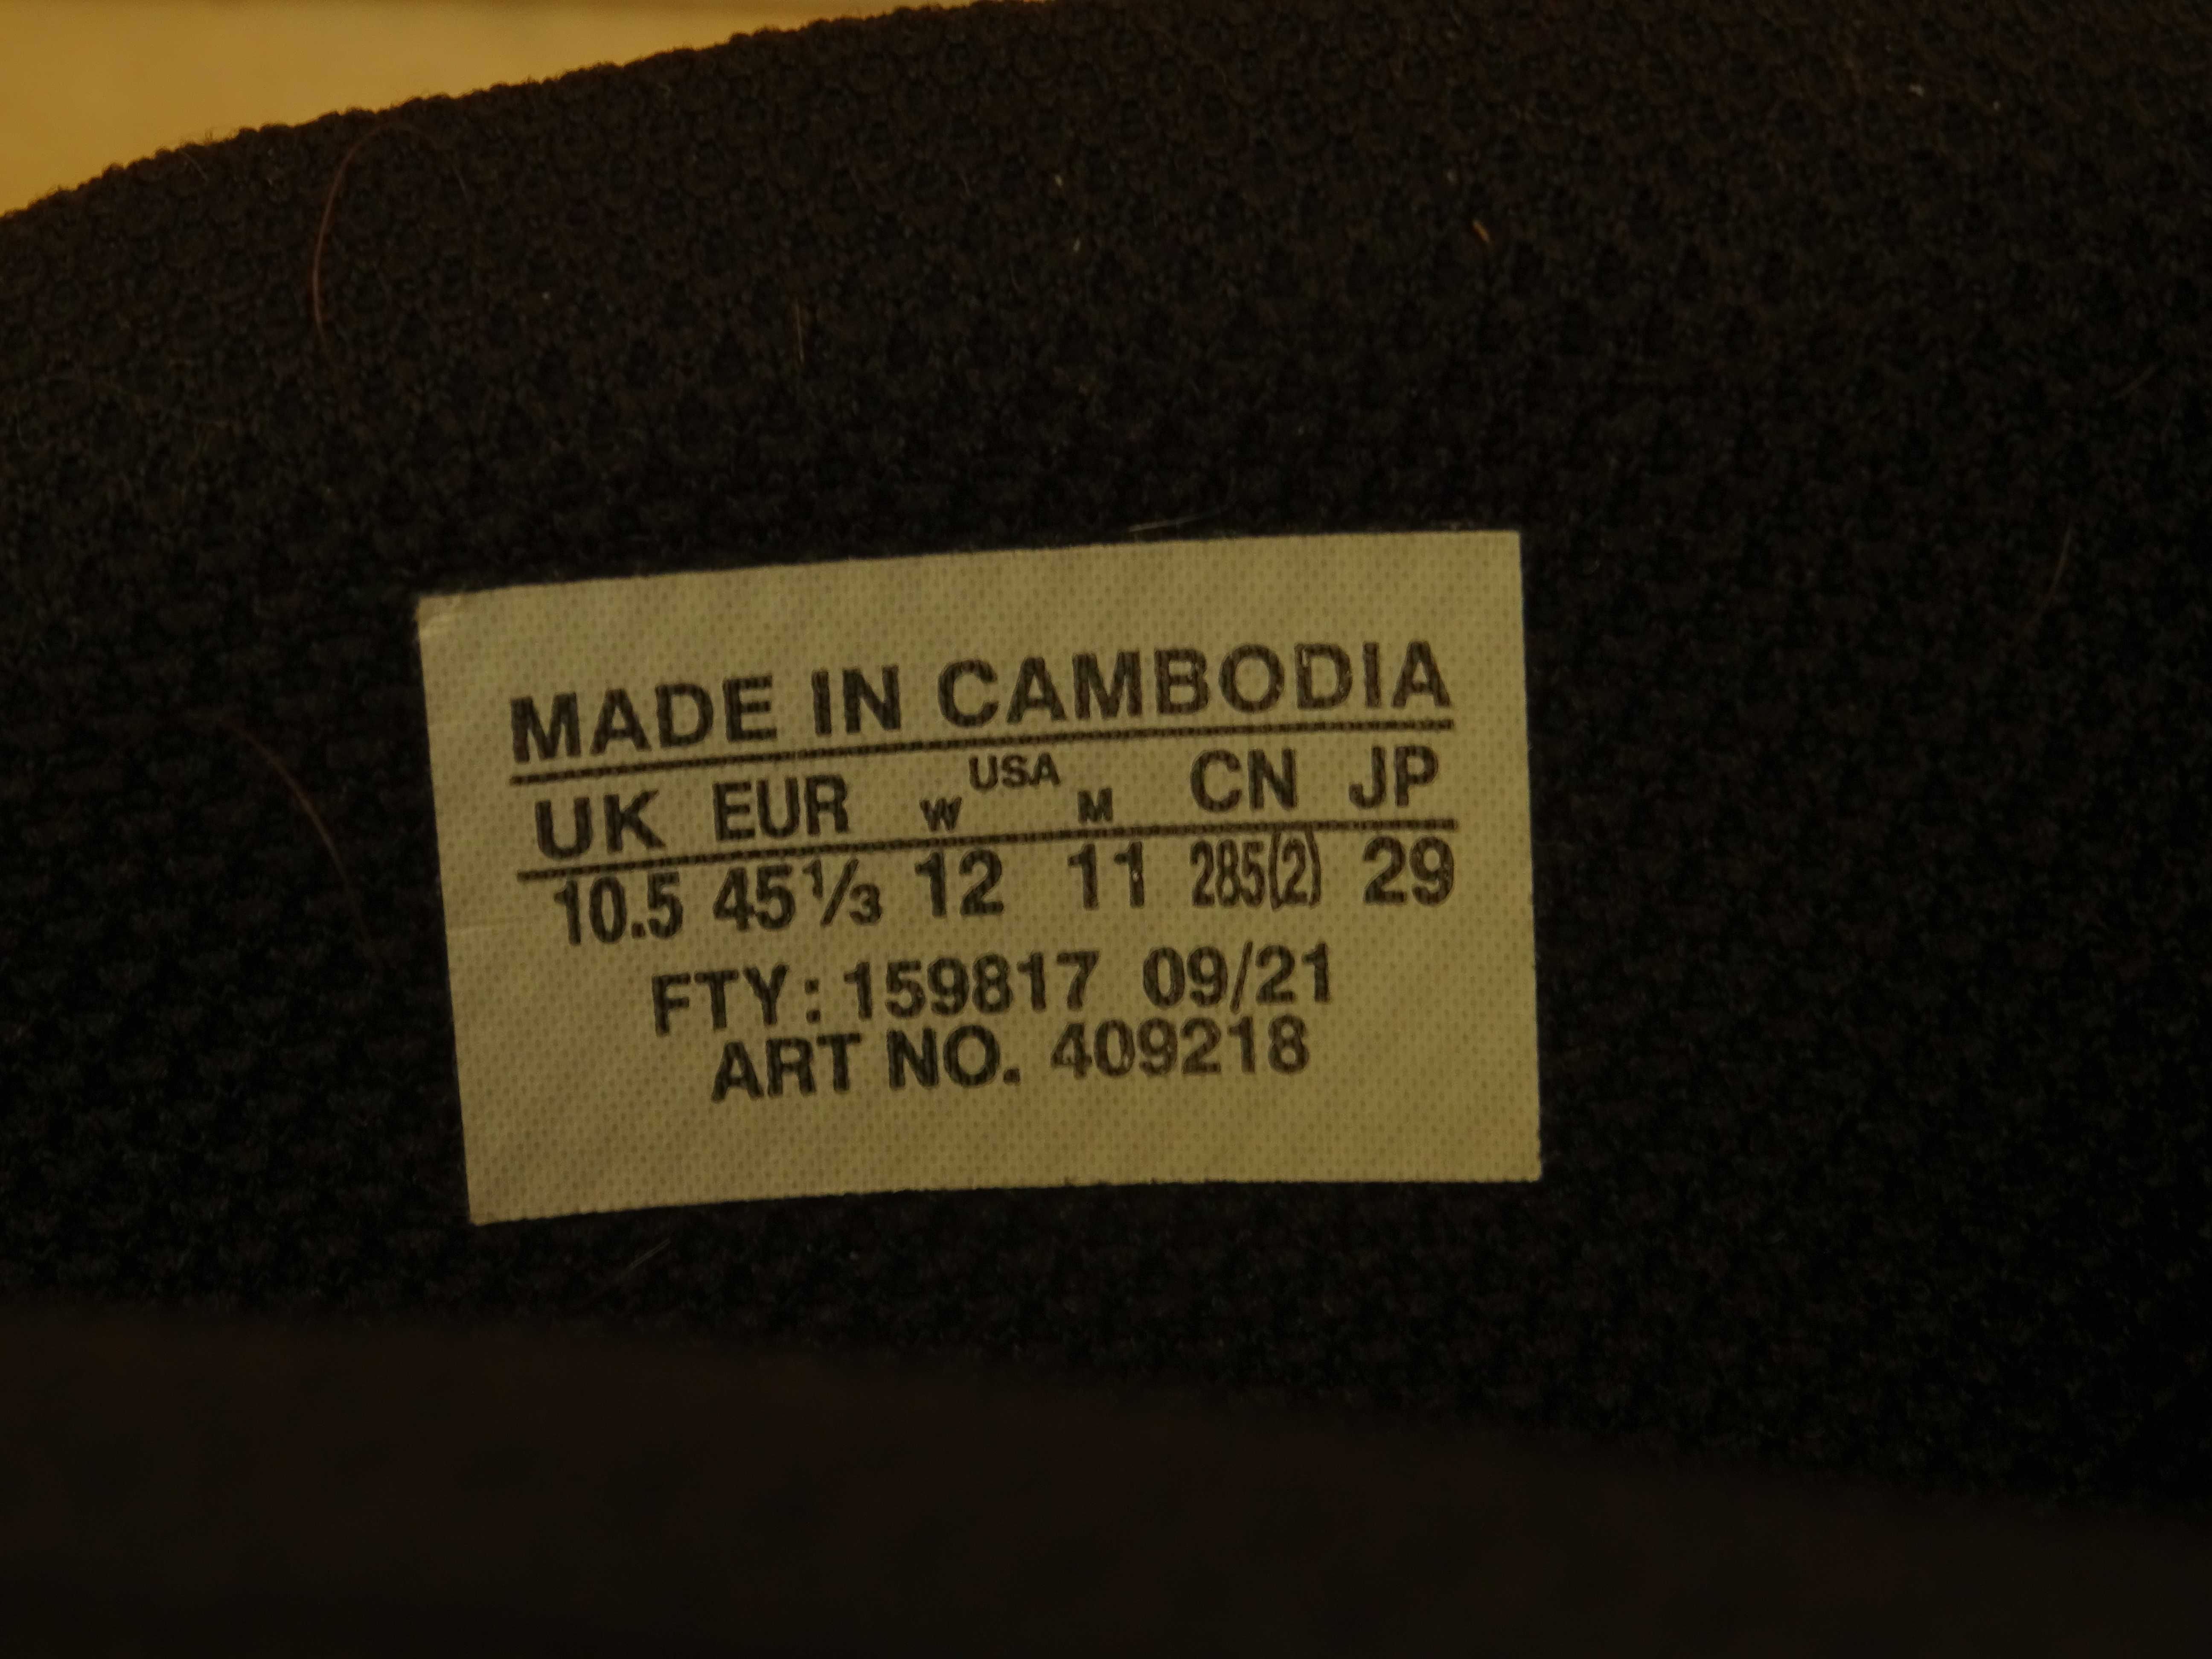 MADE IN CAMBODIA
UK EUR W USA M CN JP
10.5 45⅓ 12 11 285(2) 29
FTY: 159817 09/21
ART NO. 409218